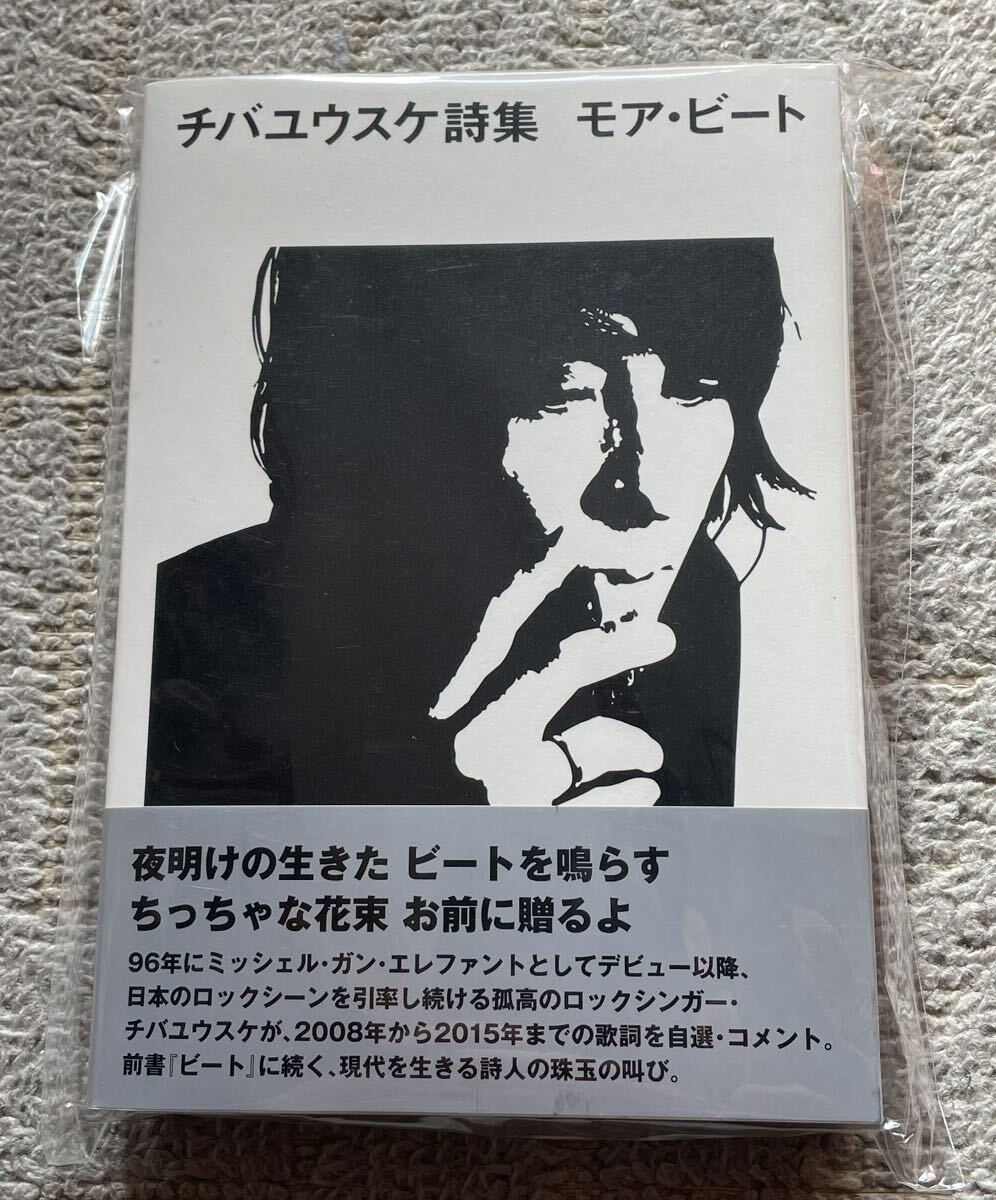 チバユウスケ詩集　モア・ビート
夜明けの生きた ビートを鳴らす
ちっちゃな花束 お前に贈るよ
96年にミッシェル・ガン・エレファントとしてデビュー以降、
日本のロックシーンを引率し続ける孤高のロックシンガー・
チバユウスケが、2008年から2015年までの歌詞を自選・コメント。
前書『ビート』に続く、現代を生きる詩人の珠玉の叫び。